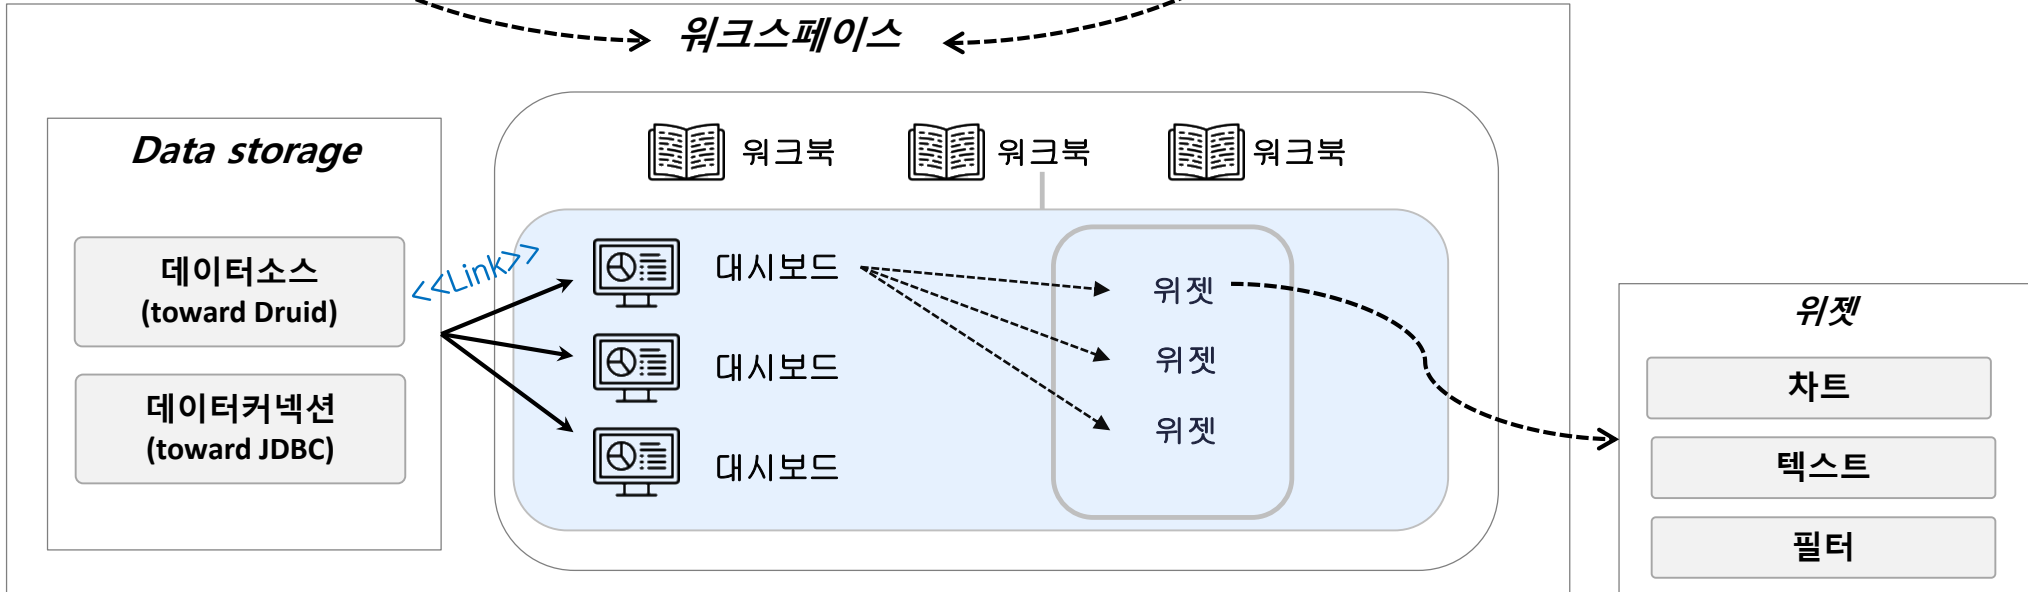 워크스페이스
Data storage
데이터소스
(toward Druid)
데이터커넥션
(toward JDBC)
<<Link>>
워크북
워크북
워크북
대시보드
대시보드
대시보드
위젯
위젯
위젯
위젯
차트
텍스트
필터